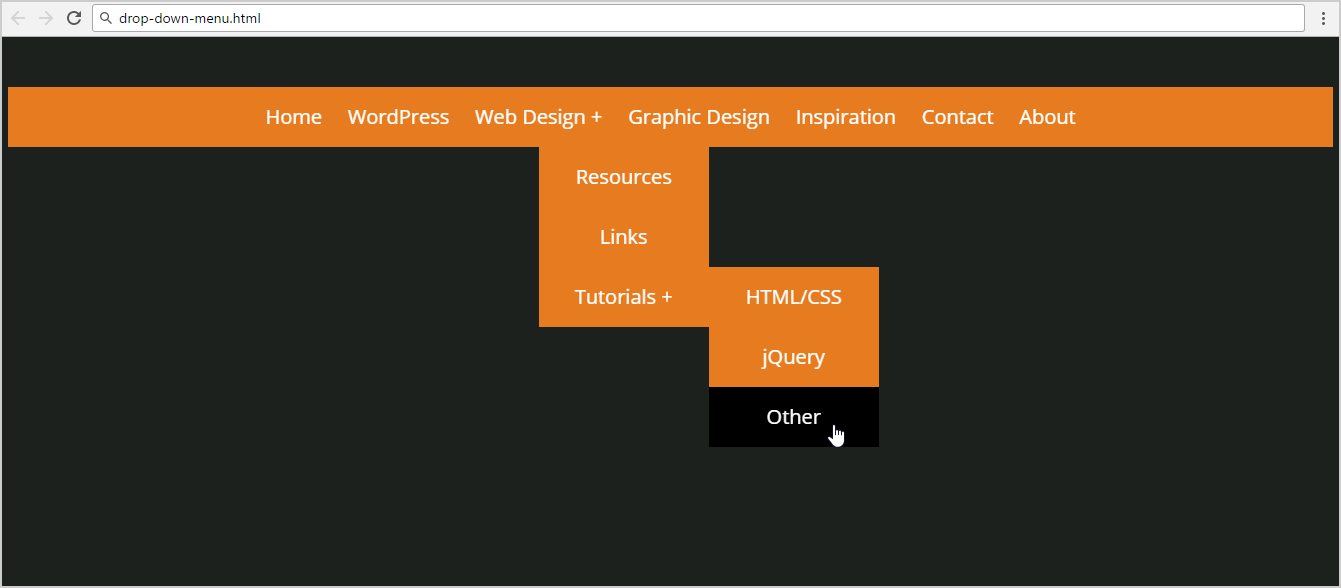 drop-down-menu.html
Home WordPress Web Design + Graphic Design Inspiration Contact About
Resources
Links
Tutorials + HTML/CSS
jQuery
Other